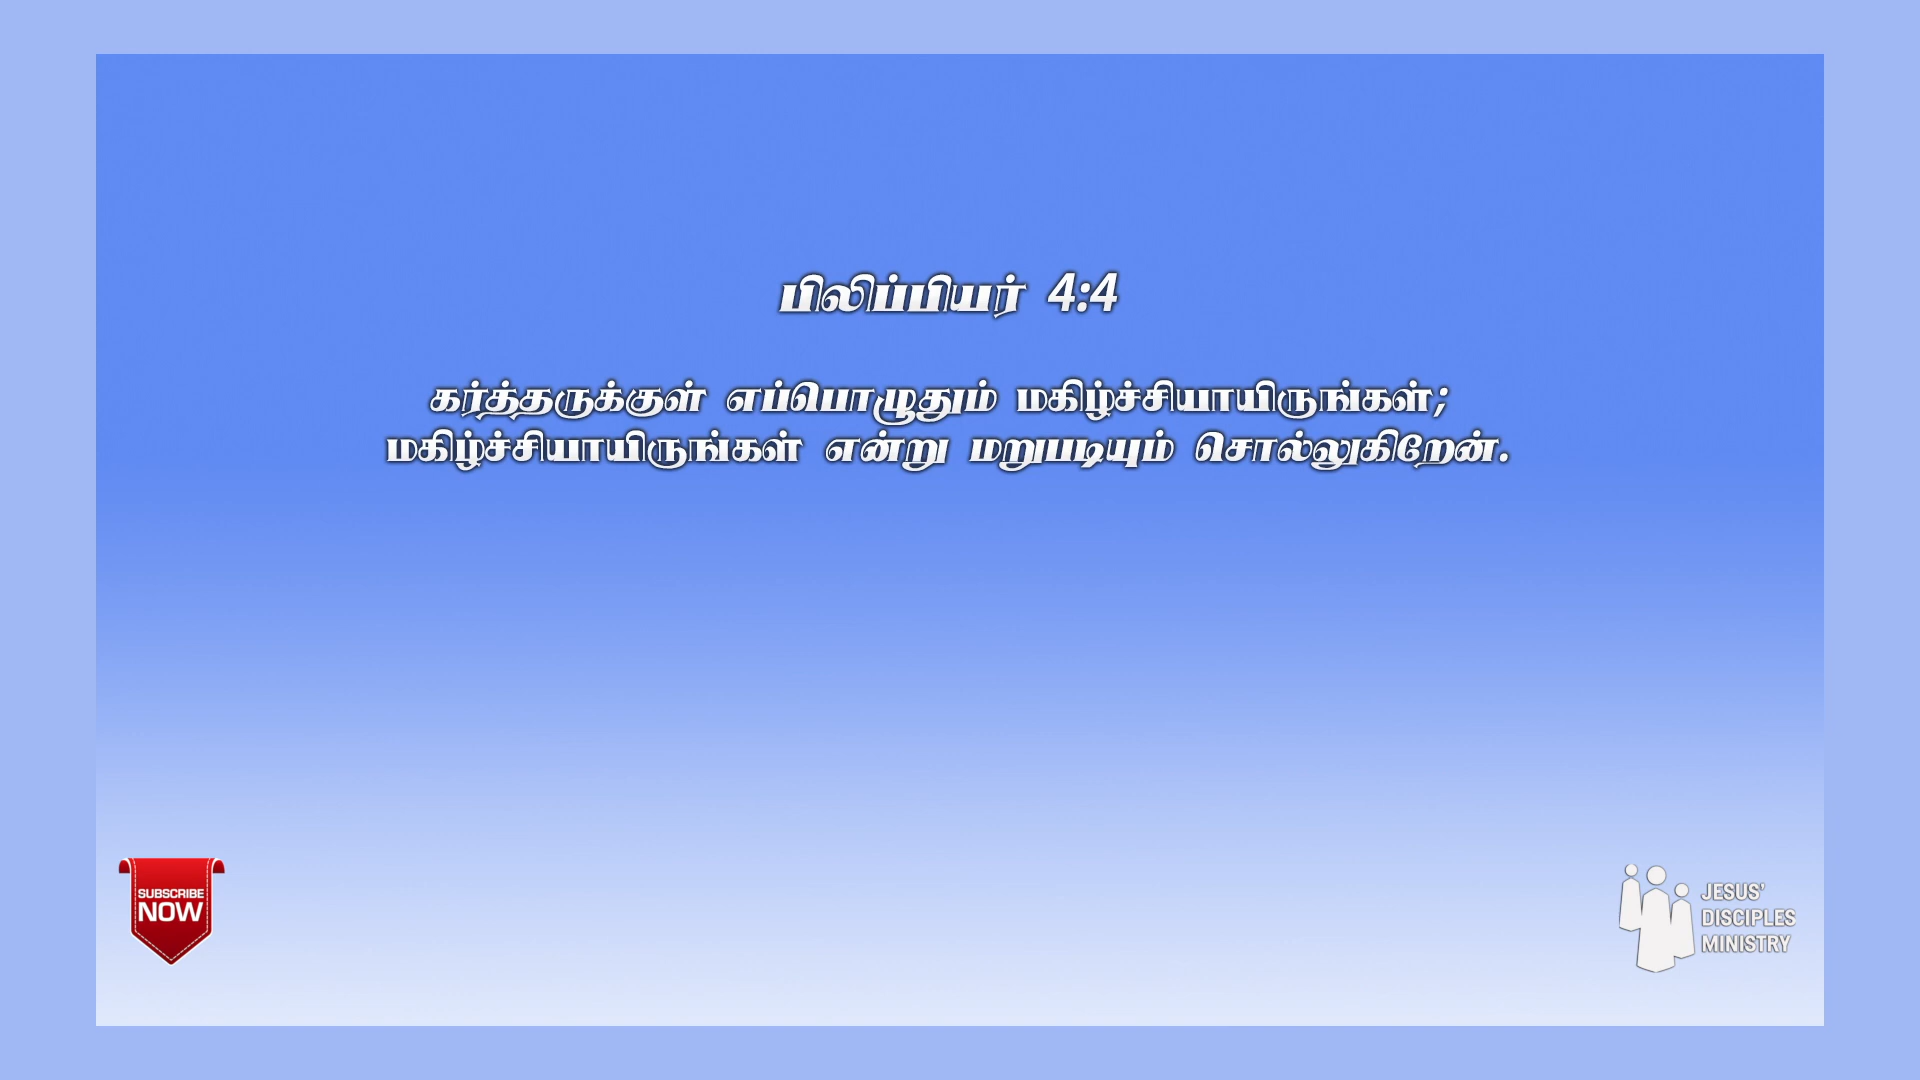 பிலிப்பியர் 4:4
கர்த்தருக்குள் எப்பொழுதும் மகிழ்ச்சியாயிருங்கள்;
மகிழ்ச்சியாயிருங்கள் என்று மறுபடியும் சொல்லுகிறேன்.
SUBSCRIBE
NOW
JESUS'
DISCIPLES
MINISTRY